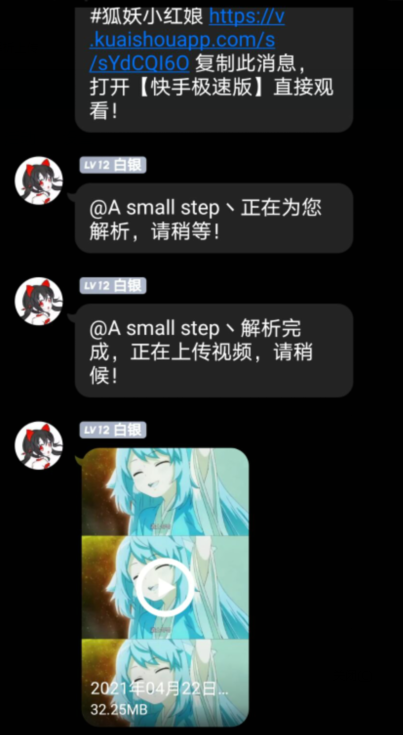 #狐妖小红娘 https://v
.kuaishouapp.com/s
/sYdCQI6O 复制此消息，
打开【快手极速版】直接观
看！
LV12 白银
@A small step丶正在为您
解析，请稍等！
LV12 白银
@A small step丶解析完
成，正在上传视频，请稍
候！
LV12 白银
2021年04月22日...
32.25MB